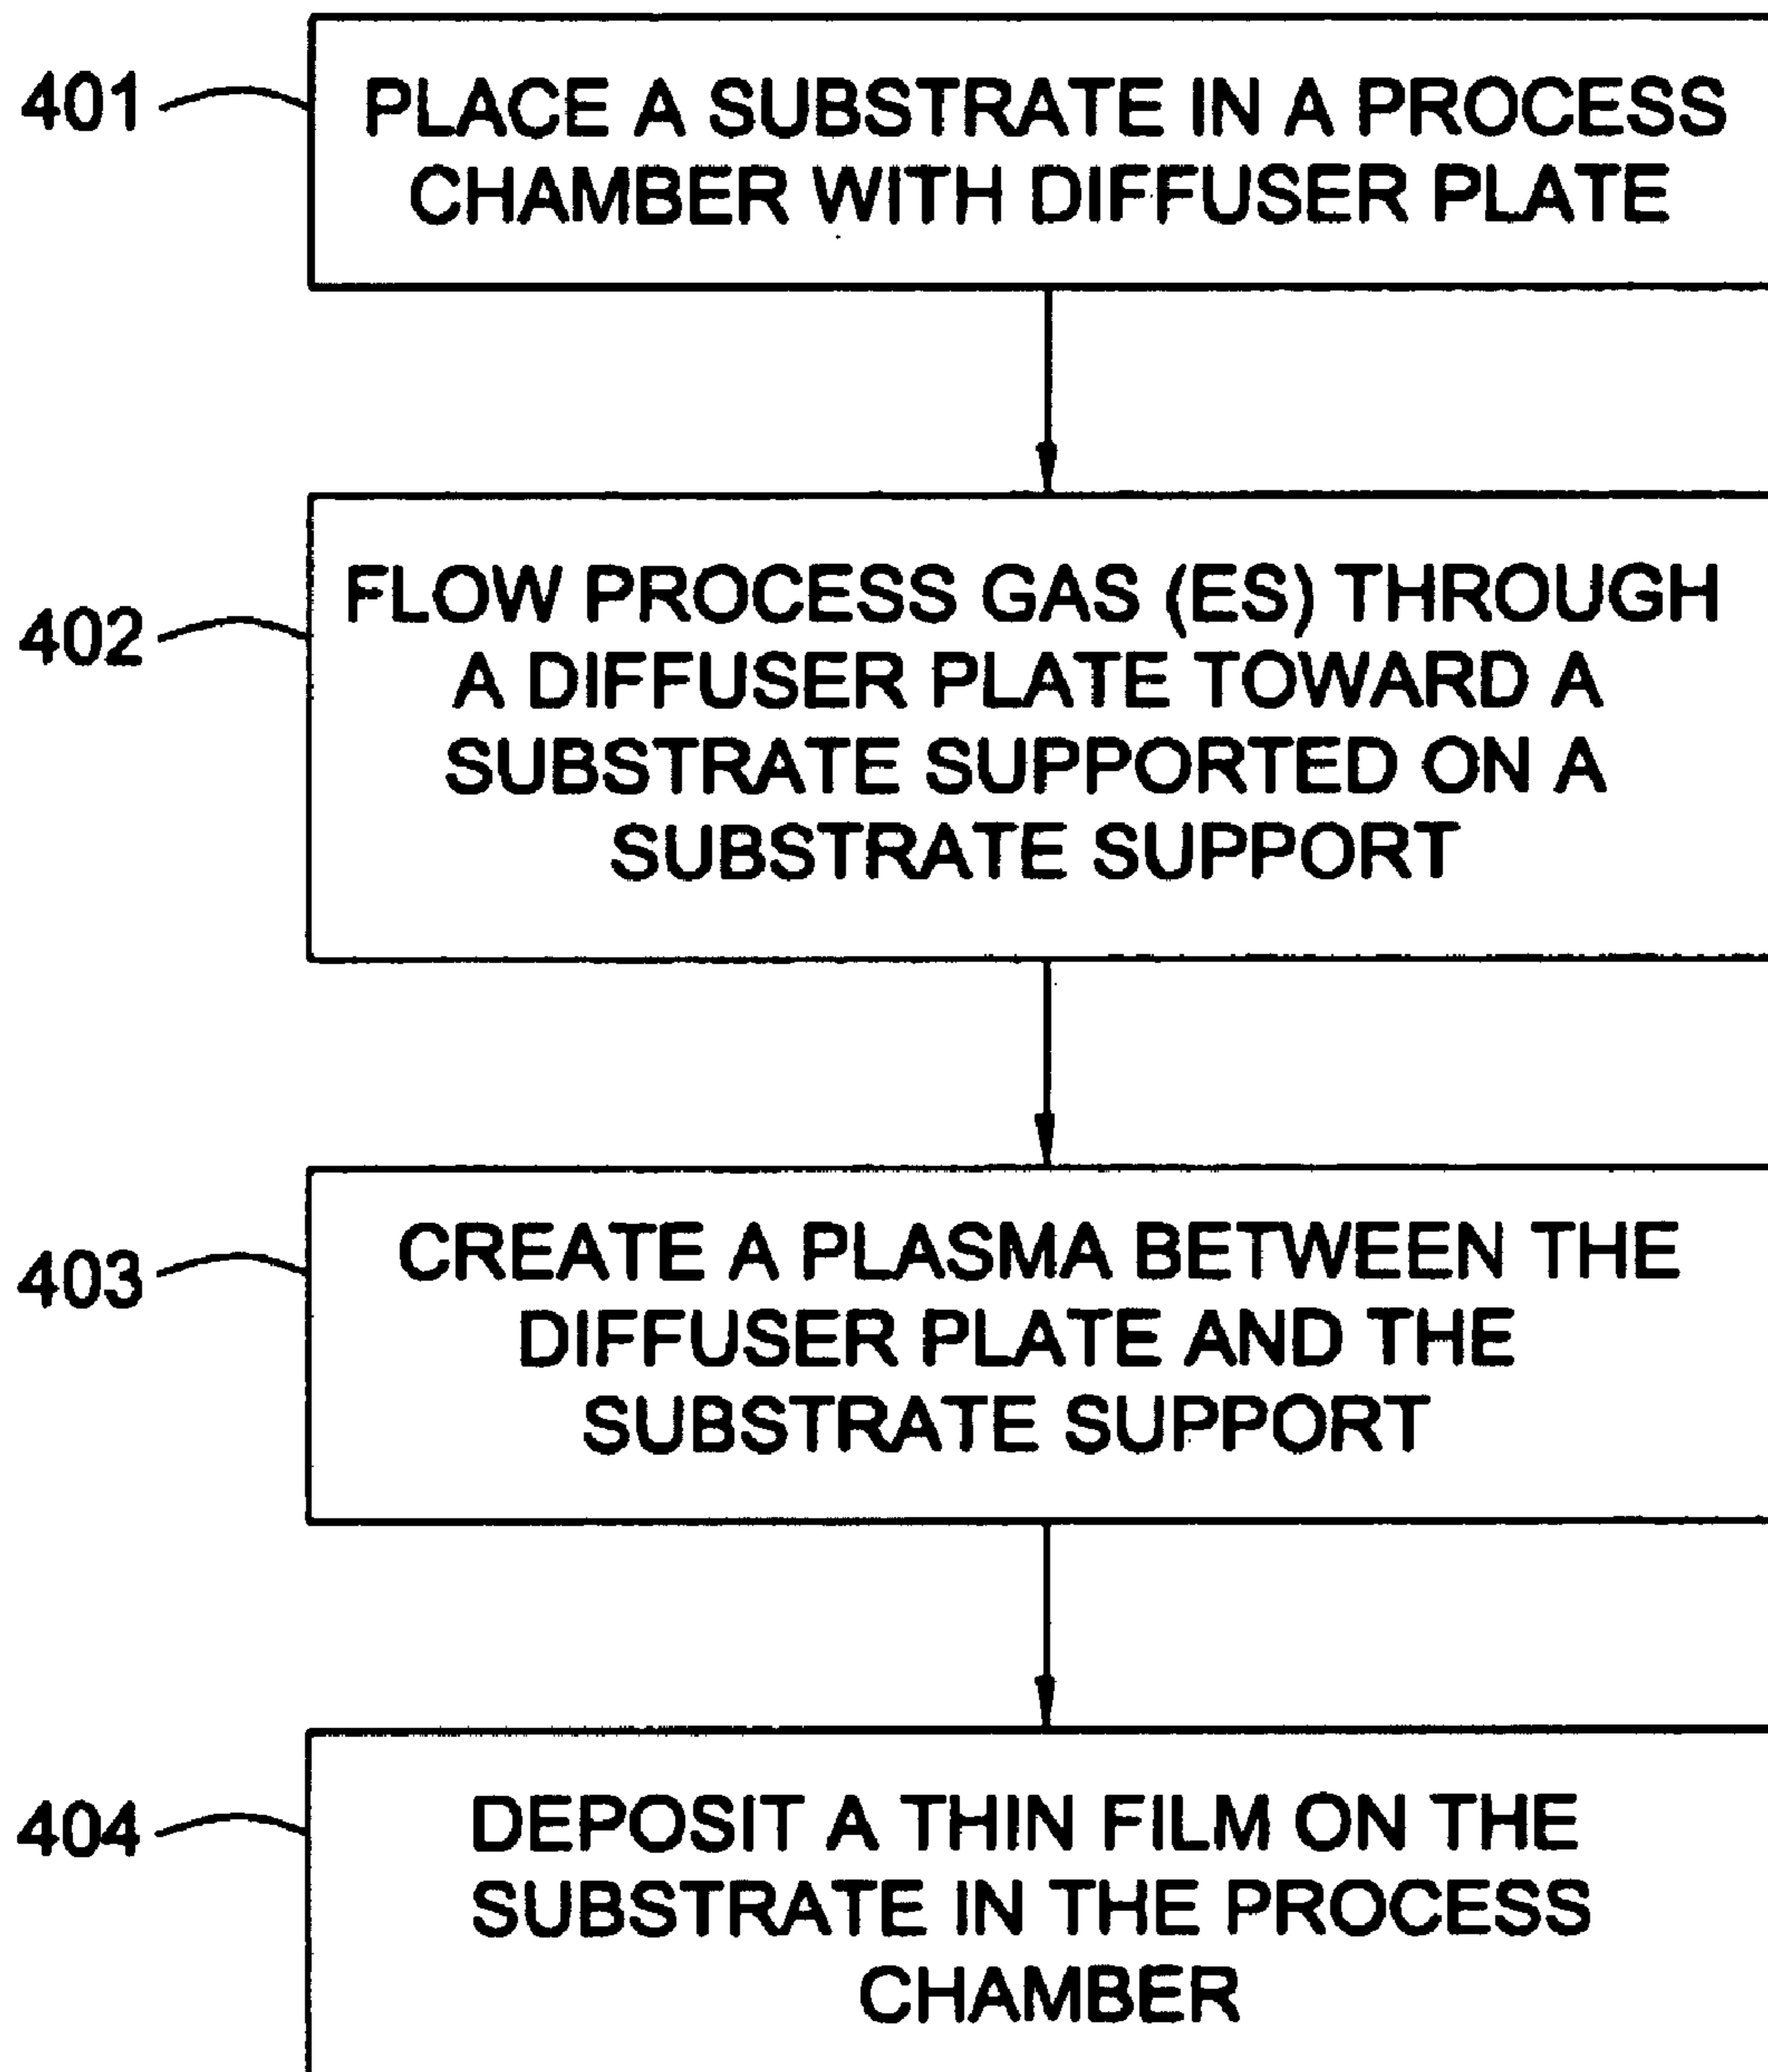 401
PLACE A SUBSTRATE IN A PROCESS
CHAMBER WITH DIFFUSER PLATE
402
FLOW PROCESS GAS (ES) THROUGH
A DIFFUSER PLATE TOWARD A
SUBSTRATE SUPPORTED ON A
SUBSTRATE SUPPORT
403
CREATE A PLASMA BETWEEN THE
DIFFUSER PLATE AND THE
SUBSTRATE SUPPORT
404
DEPOSIT A THIN FILM ON THE
SUBSTRATE IN THE PROCESS
CHAMBER